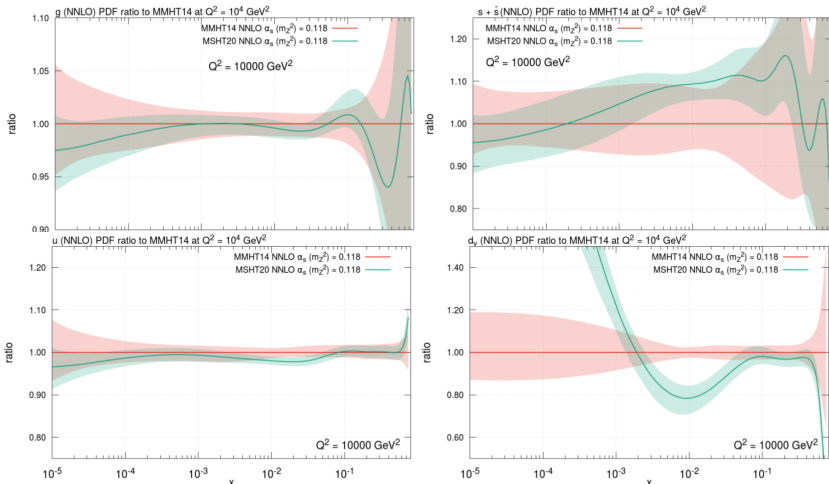 g (NNLO) PDF ratio to MMHT14 at Q² = 10⁴ GeV²
MMHT14 NNLO αs (mZ²) = 0.118
MSHT20 NNLO αs (mZ²) = 0.118
Q² = 10000 GeV²
1.10
1.05
1.00
0.95
0.90
ratio
s + s̄ (NNLO) PDF ratio to MMHT14 at Q² = 10⁴ GeV²
MMHT14 NNLO αs (mZ²) = 0.118
MSHT20 NNLO αs (mZ²) = 0.118
Q² = 10000 GeV²
1.20
1.10
1.00
0.90
0.80
ratio
u (NNLO) PDF ratio to MMHT14 at Q² = 10⁴ GeV²
MMHT14 NNLO αs (mZ²) = 0.118
MSHT20 NNLO αs (mZ²) = 0.118
1.20
1.10
1.00
0.90
0.80
ratio
Q² = 10000 GeV²
10⁻⁵ 10⁻⁴ 10⁻³ 10⁻² 10⁻¹
x
dv (NNLO) PDF ratio to MMHT14 at Q² = 10⁴ GeV²
MMHT14 NNLO αs (mZ²) = 0.118
MSHT20 NNLO αs (mZ²) = 0.118
1.40
1.20
1.00
0.80
0.60
ratio
Q² = 10000 GeV²
10⁻⁵ 10⁻⁴ 10⁻³ 10⁻² 10⁻¹
x